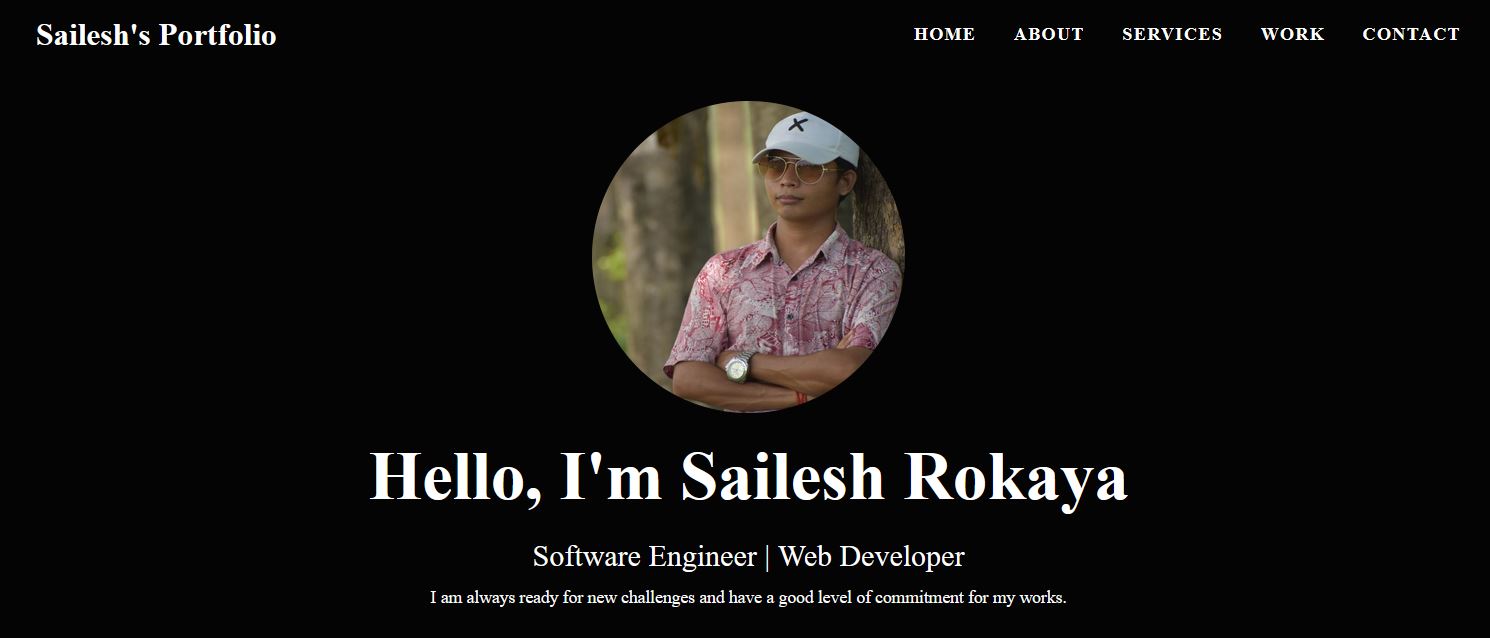 Sailesh's Portfolio
HOME ABOUT SERVICES WORK CONTACT
Hello, I'm Sailesh Rokaya
Software Engineer | Web Developer
I am always ready for new challenges and have a good level of commitment for my works.